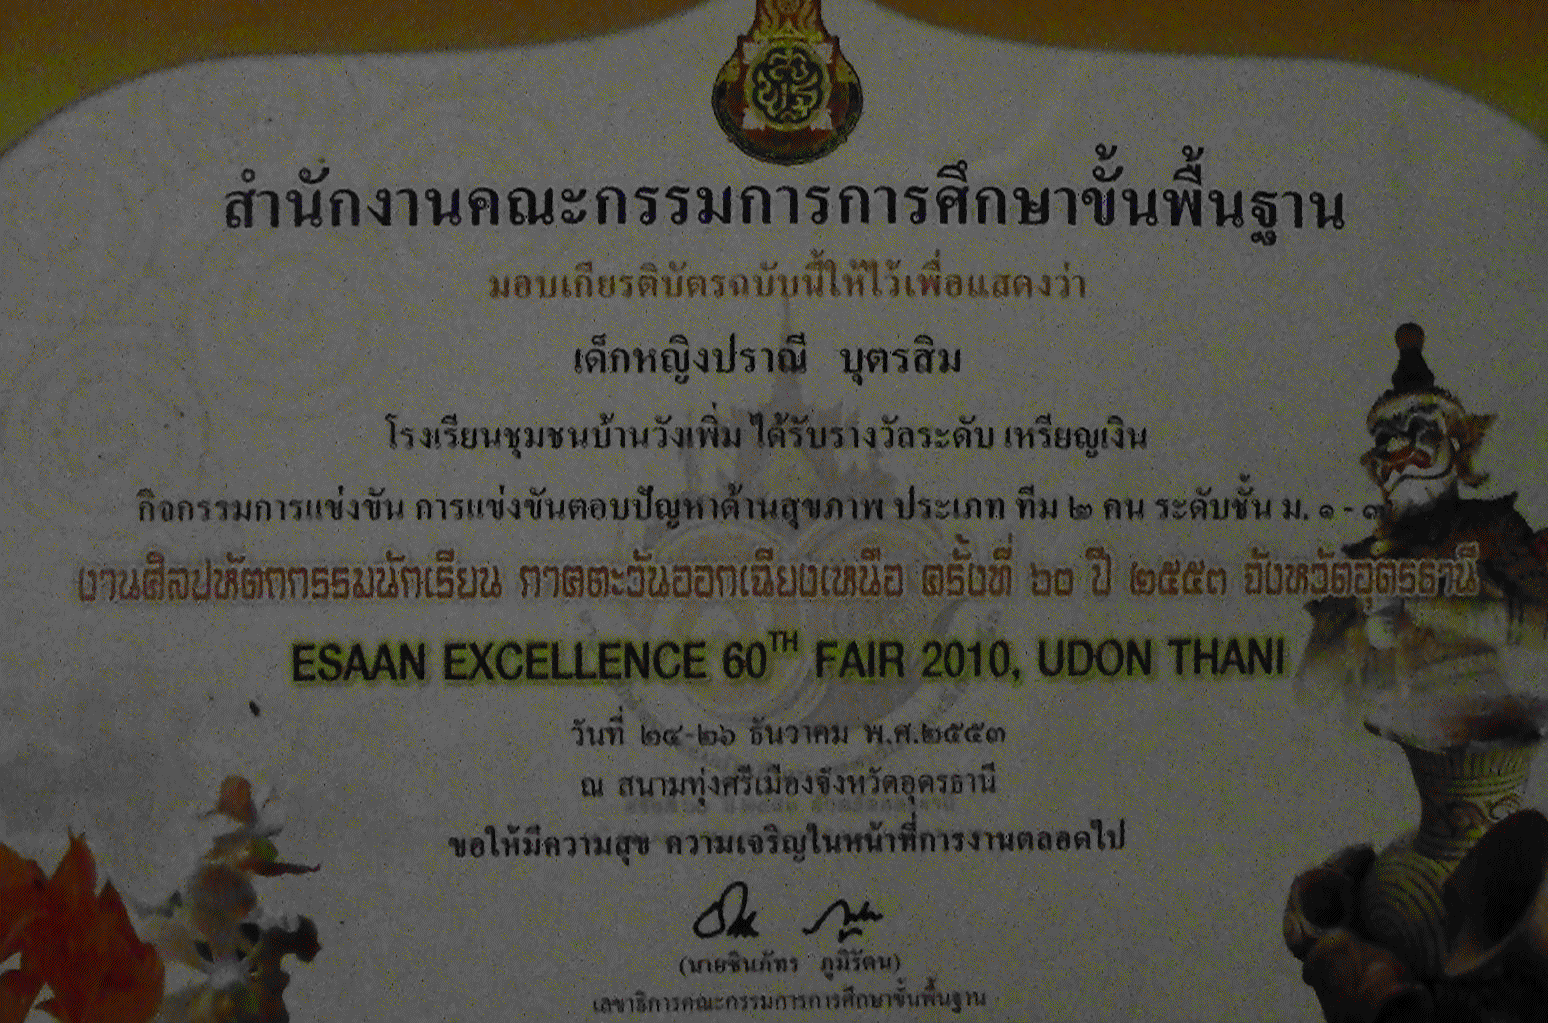 สำนักงานคณะกรรมการการศึกษาขั้นพื้นฐาน
มอบเกียรติบัตรฉบับนี้ให้ไว้เพื่อแสดงว่า
เด็กหญิงปราณี บุตรสิม
โรงเรียนชุมชนบ้านวังเพิ่ม ได้รับรางวัลระดับ เหรียญเงิน
กิจกรรมการแข่งขัน การแข่งขันตอบปัญหาด้านสุขภาพ ประเภท ทีม ๒ คน ระดับชั้น ม. ๑ - ๓
งานศิลปหัตถกรรมนักเรียน ภาคตะวันออกเฉียงเหนือ ครั้งที่ ๖๐ ปี ๒๕๕๓ จังหวัดอุดรธานี
ESAAN EXCELLENCE 60TH FAIR 2010, UDON THANI
วันที่ ๒๔-๒๖ ธันวาคม พ.ศ.๒๕๕๓
ณ สนามทุ่งศรีเมืองจังหวัดอุดรธานี
ขอให้มีความสุข ความเจริญในหน้าที่การงานตลอดไป
(นายชินภัทร ภูมิรัตน)
เลขาธิการคณะกรรมการการศึกษาขั้นพื้นฐาน